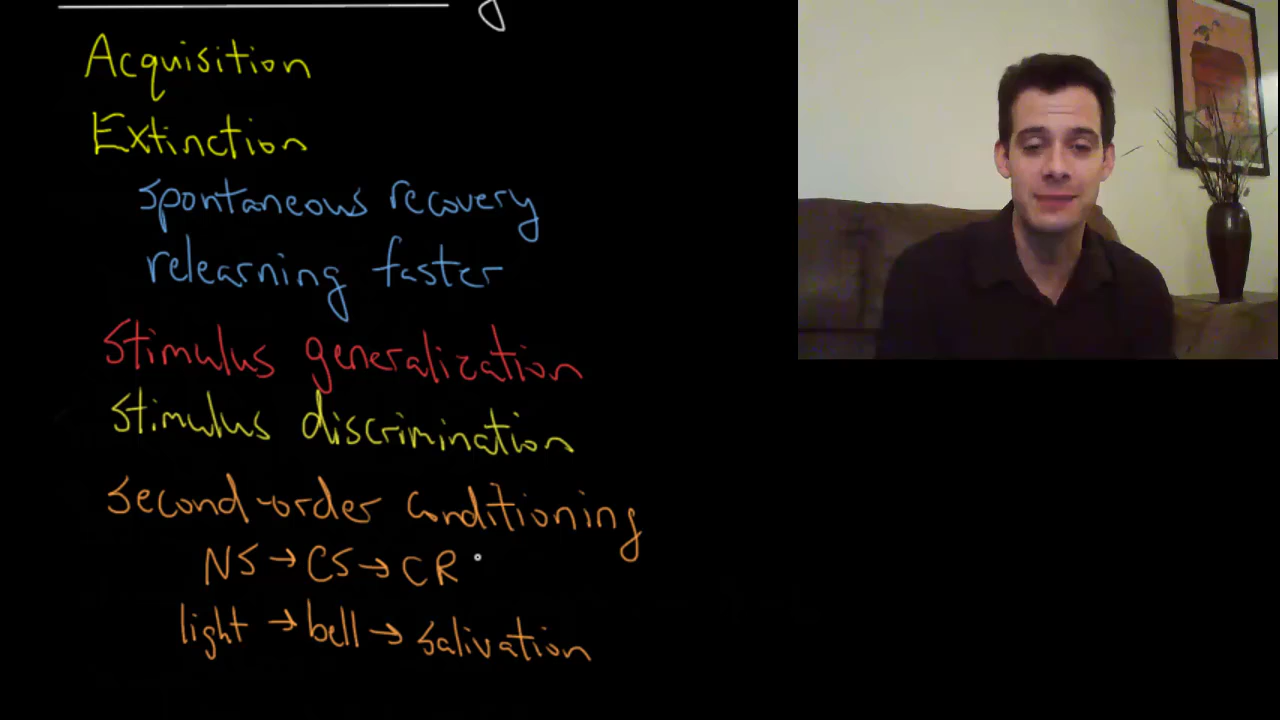 Acquisition
Extinction
spontaneous recovery
relearning faster
Stimulus generalization
Stimulus discrimination
Second-order conditioning
NS → CS → CR
light → bell → salivation